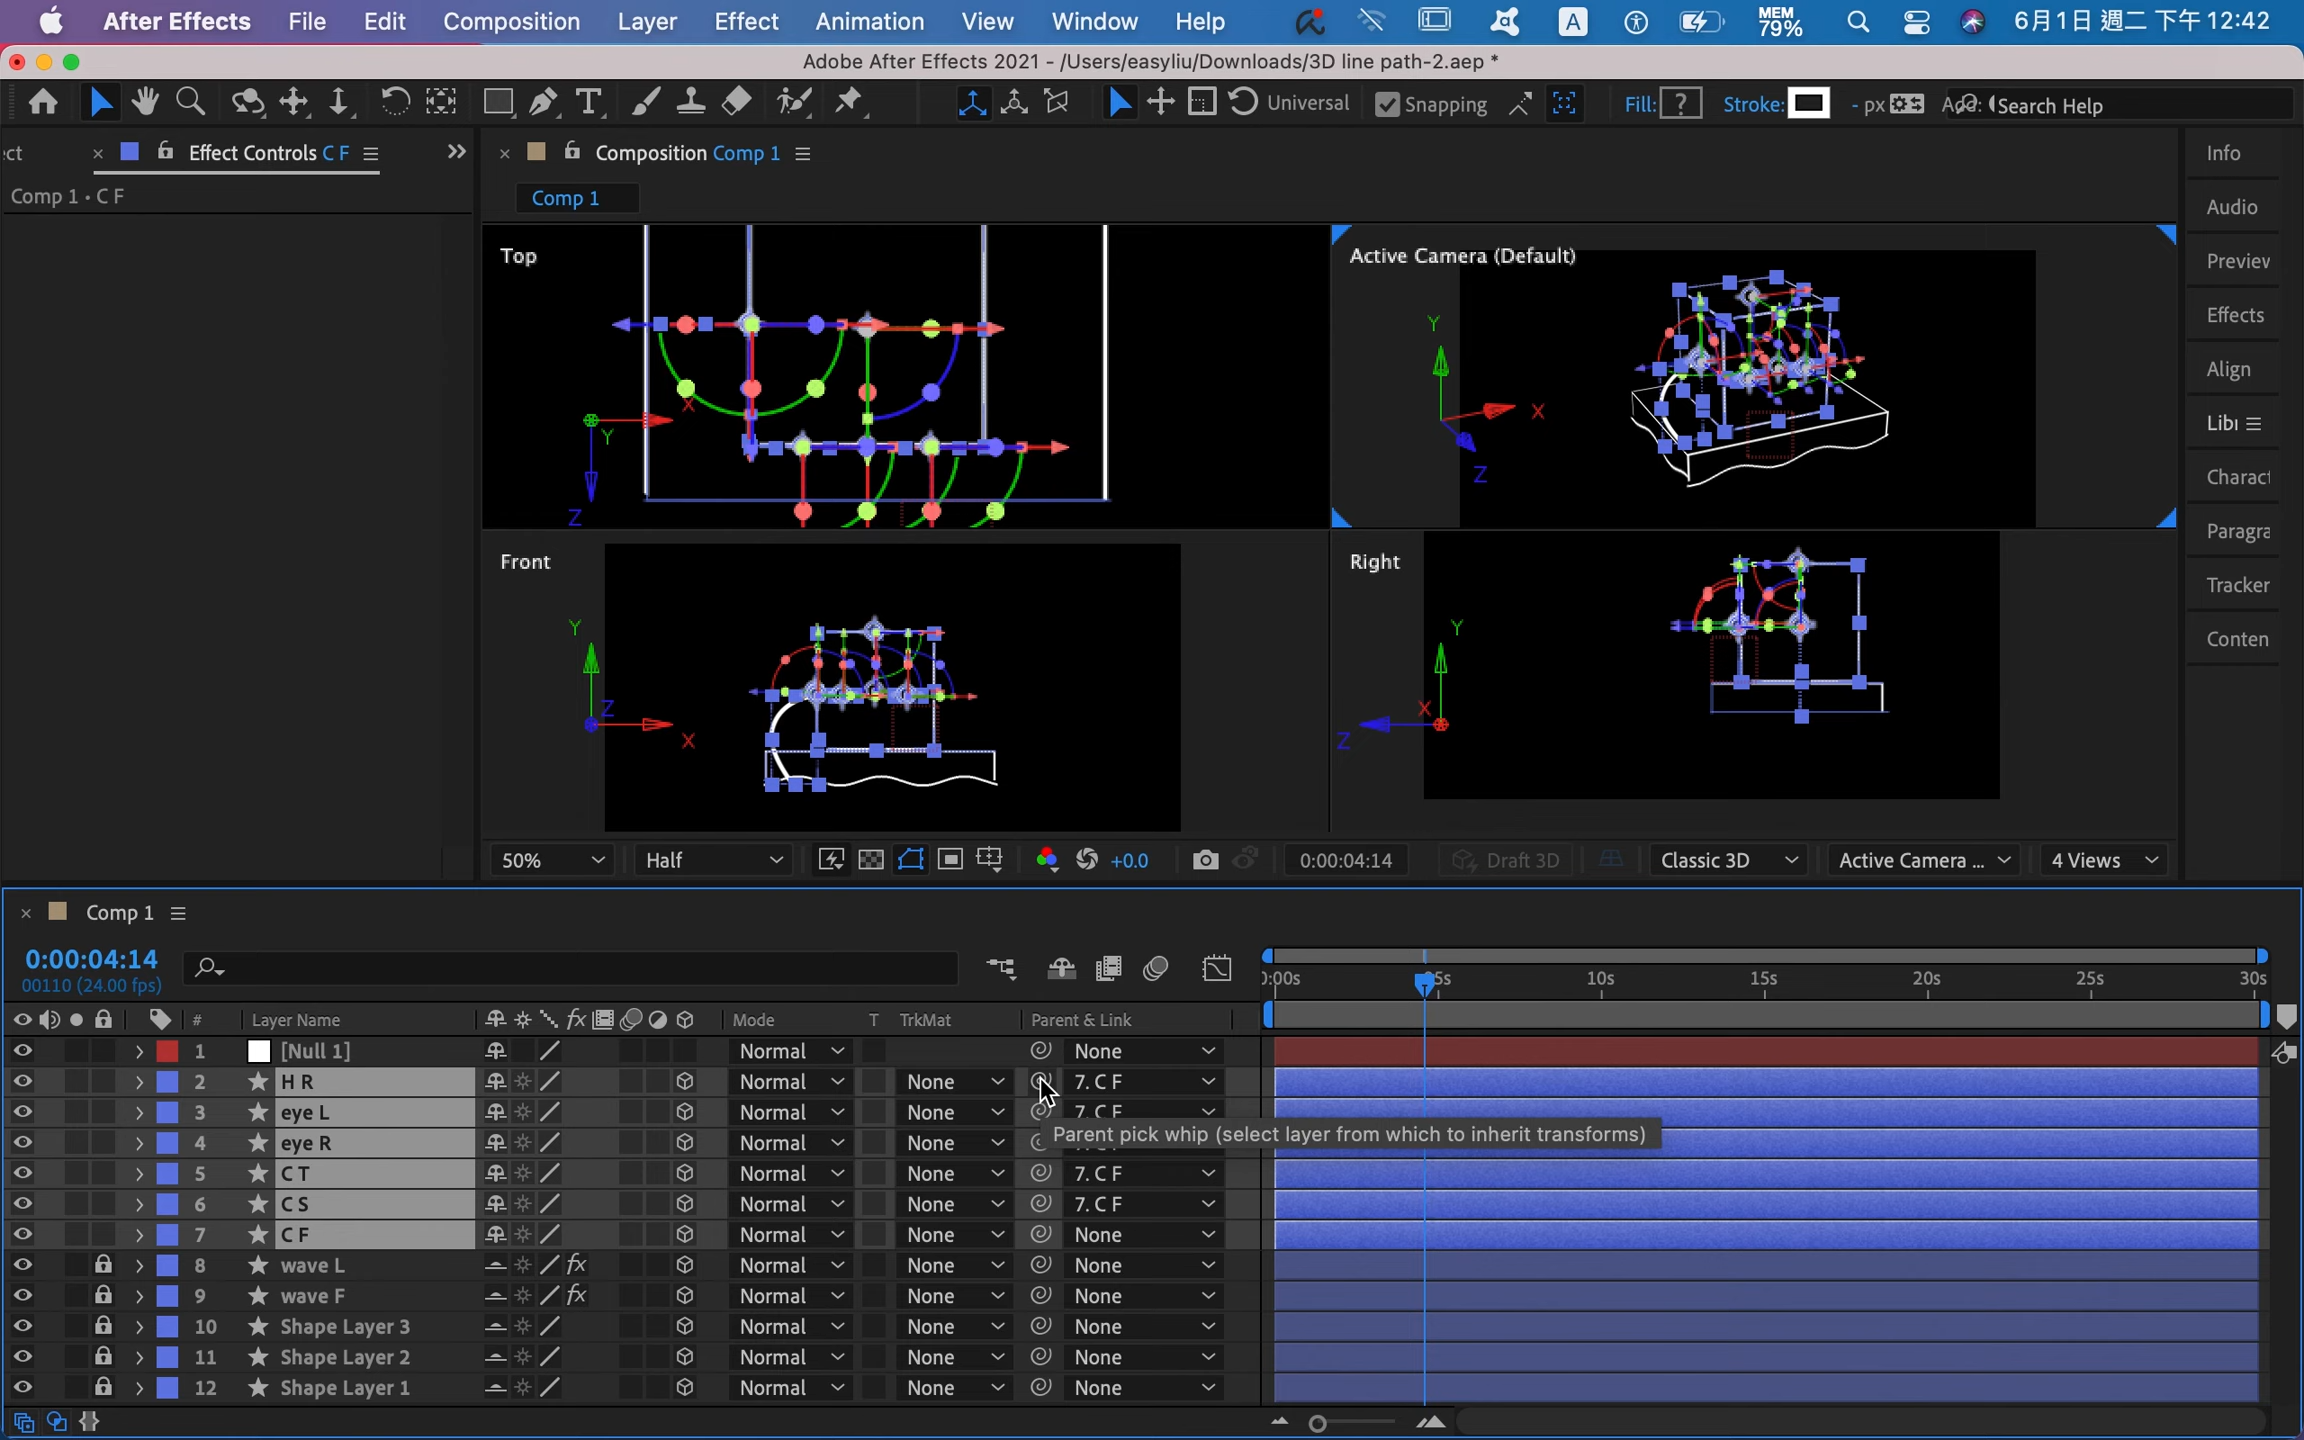 After Effects File Edit Composition Layer Effect Animation View Window Help A MEM 79% 6月1日 週二 下午 12:42
Adobe After Effects 2021 - /Users/easyliu/Downloads/3D line path-2.aep *
Universal Snapping Fill: ? Stroke: - px Add: Search Help
ect × Effect Controls C F × Composition Comp 1 Info
Comp 1 • C F
Comp 1
Audio
Preview
Effects
Align
Libr
Charact
Paragra
Tracker
Conten
Top
X
Y
Z
Active Camera (Default)
Y
X
Z
Front
Y
Z
X
Right
Y
X
Z
50% Half +0.0 0:00:04:14 Draft 3D Classic 3D Active Camera ... 4 Views
× Comp 1
0:00:04:14
00110 (24.00 fps)
0:00s 05s 10s 15s 20s 25s 30s
# Layer Name fx Mode T TrkMat Parent & Link
1 [Null 1] Normal None
2 H R Normal None 7. C F
3 eye L Normal None 7. C F
4 eye R Normal None
Parent pick whip (select layer from which to inherit transforms)
5 C T Normal None 7. C F
6 C S Normal None 7. C F
7 C F Normal None None
8 wave L fx Normal None None
9 wave F fx Normal None None
10 Shape Layer 3 Normal None None
11 Shape Layer 2 Normal None None
12 Shape Layer 1 Normal None None